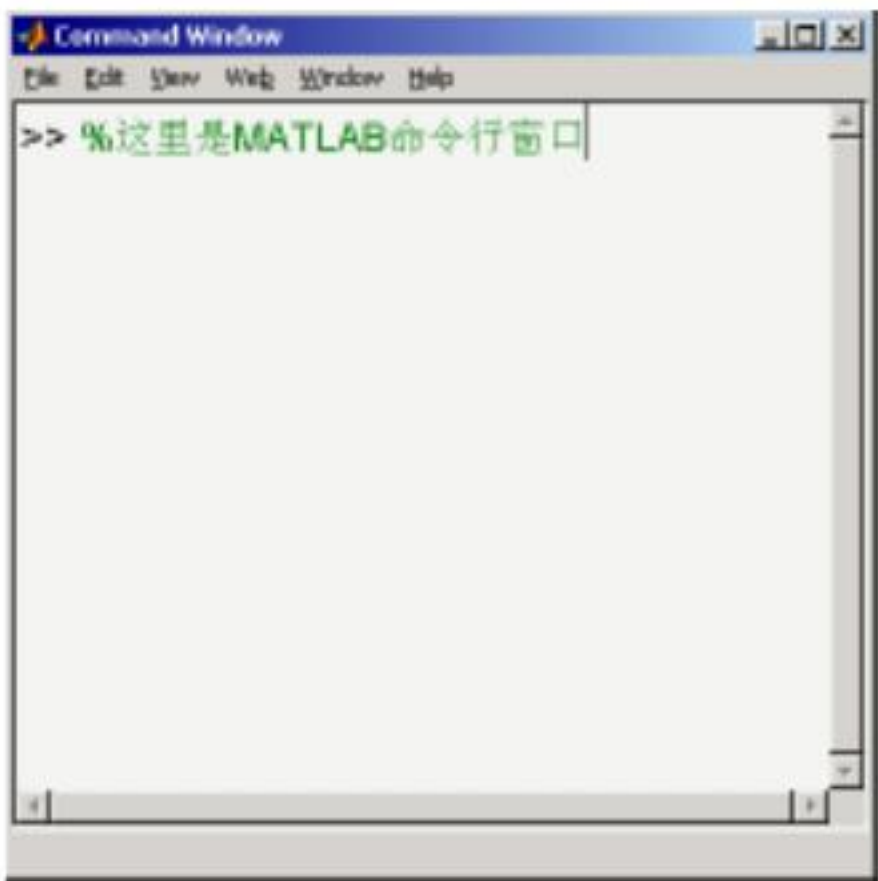 Command Window
File Edit View Web Window Help
>> %这里是MATLAB命令行窗口